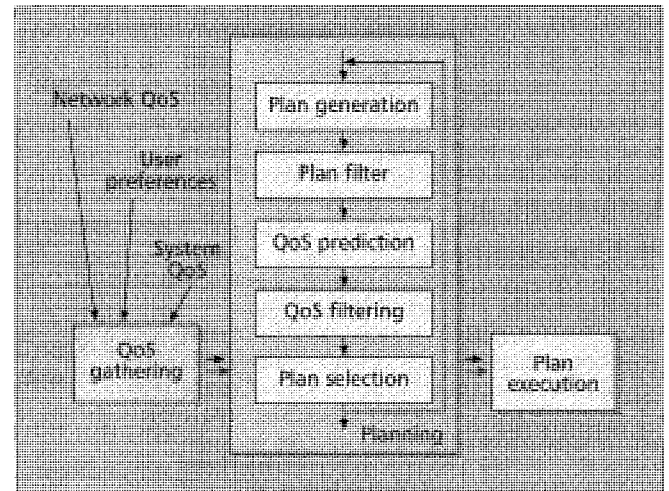 Network QoS
User
preferences
System
QoS
QoS
gathering
Plan generation
Plan filter
QoS prediction
QoS filtering
Plan selection
Planning
Plan
execution